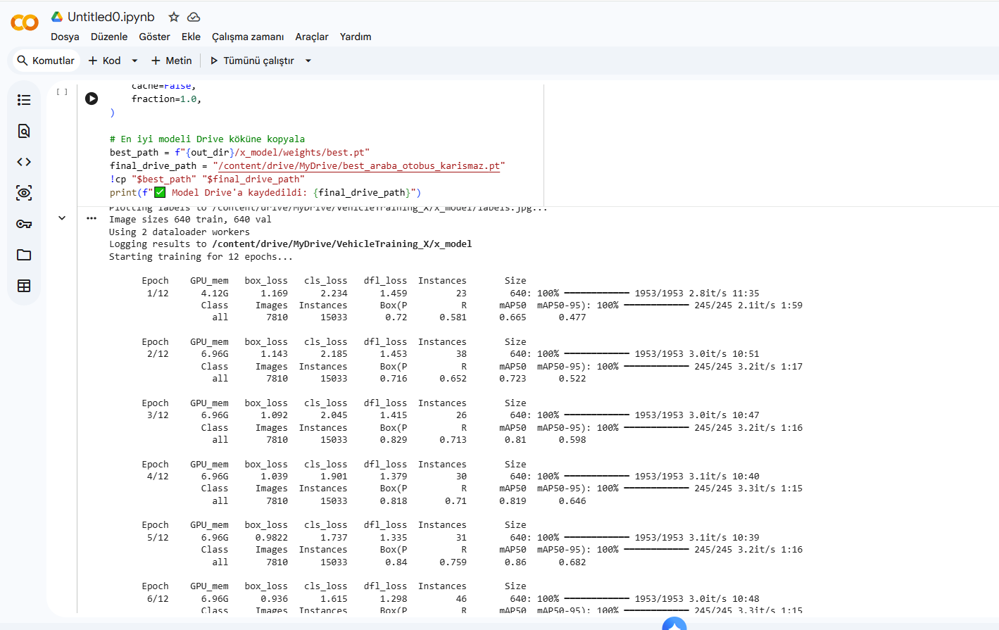 Untitled0.ipynb
Dosya Düzenle Göster Ekle Çalışma zamanı Araçlar Yardım
Komutlar + Kod + Metin Tümünü çalıştır
[ ]
cache=False,
fraction=1.0,
)
# En iyi modeli Drive köküne kopyala
best_path = f"{out_dir}/x_model/weights/best.pt"
final_drive_path = "/content/drive/MyDrive/best_araba_otobus_karismaz.pt"
!cp "$best_path" "$final_drive_path"
print(f"✅ Model Drive'a kaydedildi: {final_drive_path}")
Plotting labels to /content/drive/MyDrive/VehicleTraining_X/x_model/labels.jpg...
Image sizes 640 train, 640 val
Using 2 dataloader workers
Logging results to /content/drive/MyDrive/VehicleTraining_X/x_model
Starting training for 12 epochs...
Epoch GPU_mem box_loss cls_loss dfl_loss Instances Size
1/12 4.12G 1.169 2.234 1.459 23 640: 100% ━━━━━━━━━━━━ 1953/1953 2.8it/s 11:35
Class Images Instances Box(P R mAP50 mAP50-95): 100% ━━━━━━━━━━━━ 245/245 2.1it/s 1:59
all 7810 15033 0.72 0.581 0.665 0.477
Epoch GPU_mem box_loss cls_loss dfl_loss Instances Size
2/12 6.96G 1.143 2.185 1.453 38 640: 100% ━━━━━━━━━━━━ 1953/1953 3.0it/s 10:51
Class Images Instances Box(P R mAP50 mAP50-95): 100% ━━━━━━━━━━━━ 245/245 3.2it/s 1:17
all 7810 15033 0.716 0.652 0.723 0.522
Epoch GPU_mem box_loss cls_loss dfl_loss Instances Size
3/12 6.96G 1.092 2.045 1.415 26 640: 100% ━━━━━━━━━━━━ 1953/1953 3.0it/s 10:47
Class Images Instances Box(P R mAP50 mAP50-95): 100% ━━━━━━━━━━━━ 245/245 3.2it/s 1:16
all 7810 15033 0.829 0.713 0.81 0.598
Epoch GPU_mem box_loss cls_loss dfl_loss Instances Size
4/12 6.96G 1.039 1.901 1.379 30 640: 100% ━━━━━━━━━━━━ 1953/1953 3.1it/s 10:40
Class Images Instances Box(P R mAP50 mAP50-95): 100% ━━━━━━━━━━━━ 245/245 3.3it/s 1:15
all 7810 15033 0.818 0.71 0.819 0.646
Epoch GPU_mem box_loss cls_loss dfl_loss Instances Size
5/12 6.96G 0.9822 1.737 1.335 31 640: 100% ━━━━━━━━━━━━ 1953/1953 3.1it/s 10:39
Class Images Instances Box(P R mAP50 mAP50-95): 100% ━━━━━━━━━━━━ 245/245 3.2it/s 1:16
all 7810 15033 0.84 0.759 0.86 0.682
Epoch GPU_mem box_loss cls_loss dfl_loss Instances Size
6/12 6.96G 0.936 1.615 1.298 46 640: 100% ━━━━━━━━━━━━ 1953/1953 3.0it/s 10:48
Class Images Instances Box(P R mAP50 mAP50-95): 100% ━━━━━━━━━━━━ 245/245 3.3it/s 1:15